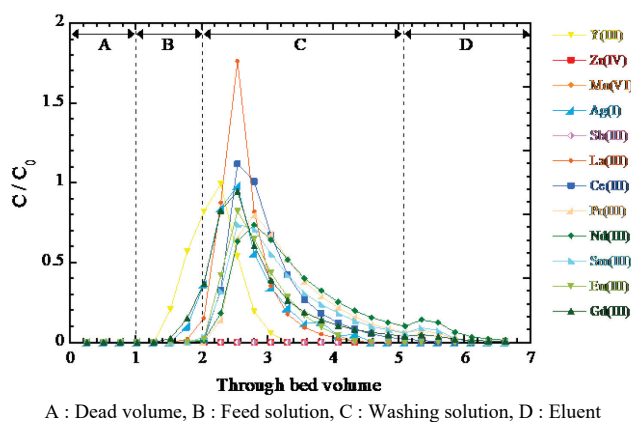 2
A
B
C
D
Y(III)
Zr(IV)
Mo(VI)
Ag(I)
Sb(III)
La(III)
Ce(III)
Pr(III)
Nd(III)
Sm(III)
Eu(III)
Gd(III)
1.5
1
0.5
0
C / C0
0 1 2 3 4 5 6 7
Through bed volume
A : Dead volume, B : Feed solution, C : Washing solution, D : Eluent